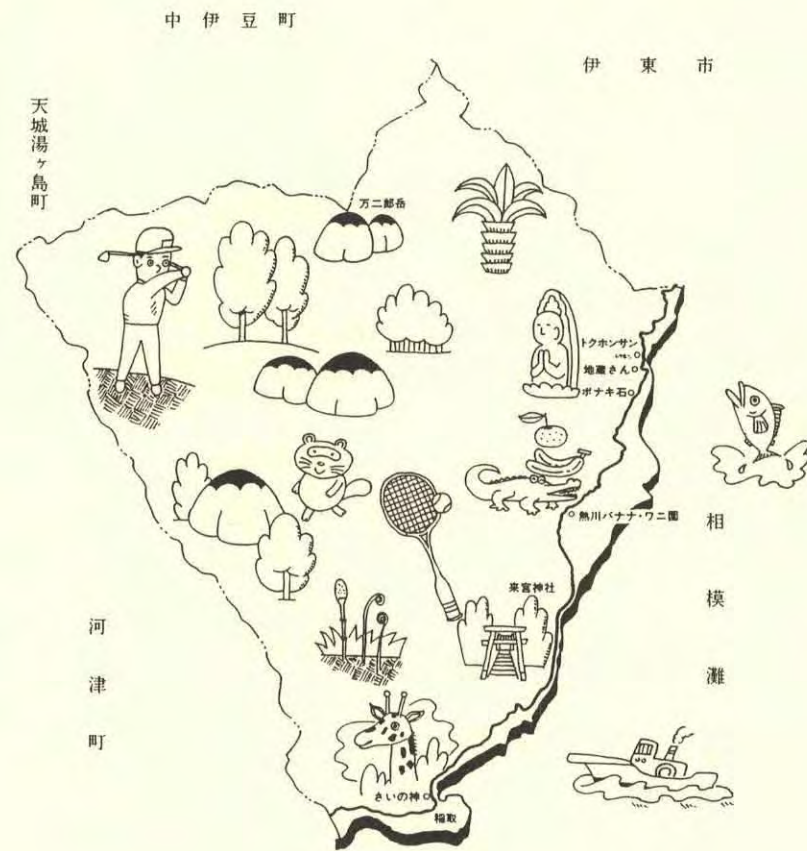 中伊豆町
伊東市
天城湯ヶ島町
万二郎岳
トクホンサン
地蔵さん
ボナキ石
熱川バナナ・ワニ園
相模灘
来宮神社
河津町
さいの神
稲取